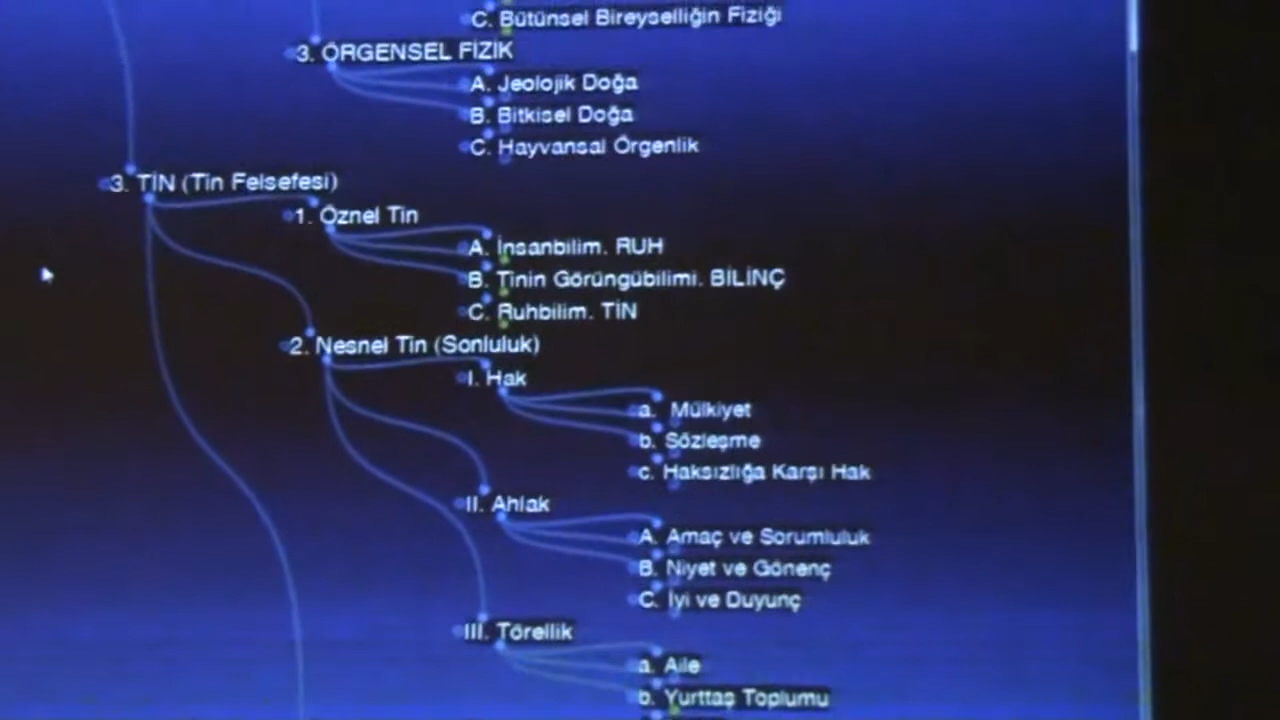 C. Bütünsel Bireyselliğin Fiziği
3. ÖRGENSEL FİZİK
A. Jeolojik Doğa
B. Bitkisel Doğa
C. Hayvansal Örgenlik
3. TİN (Tin Felsefesi)
1. Öznel Tin
A. İnsanbilim. RUH
B. Tinin Görüngübilimi. BİLİNÇ
C. Ruhbilim. TİN
2. Nesnel Tin (Sonluluk)
I. Hak
a. Mülkiyet
b. Sözleşme
c. Haksızlığa Karşı Hak
II. Ahlak
A. Amaç ve Sorumluluk
B. Niyet ve Gönenç
C. İyi ve Duyunç
III. Törellik
a. Aile
b. Yurttaş Toplumu